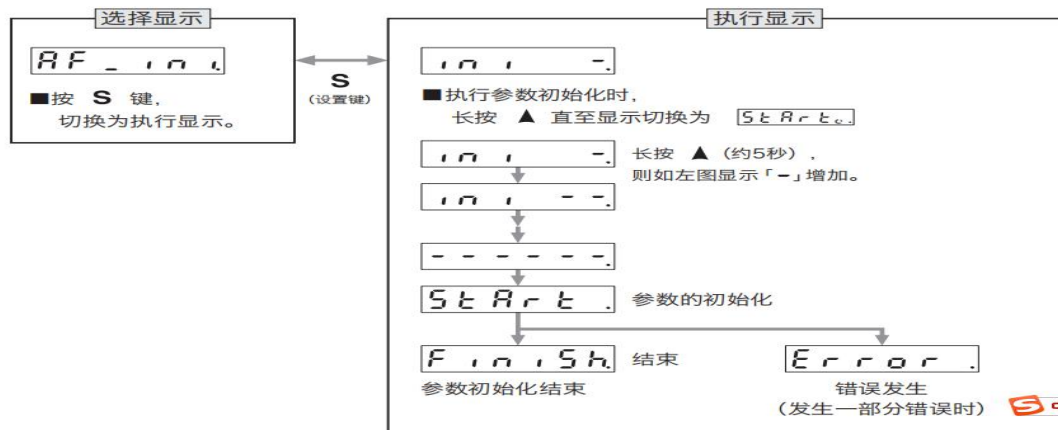 选择显示
AF_ini.
■按 S 键,
切换为执行显示。
S
(设置键)
执行显示
ini -.
■执行参数初始化时,
长按 ▲ 直至显示切换为 StArt.
ini -.
长按 ▲ (约5秒),
则如左图显示「-」增加。
ini --.
------.
StArt .
参数的初始化
FiniSh.
结束
Error .
参数初始化结束
错误发生
(发生一部分错误时)
S